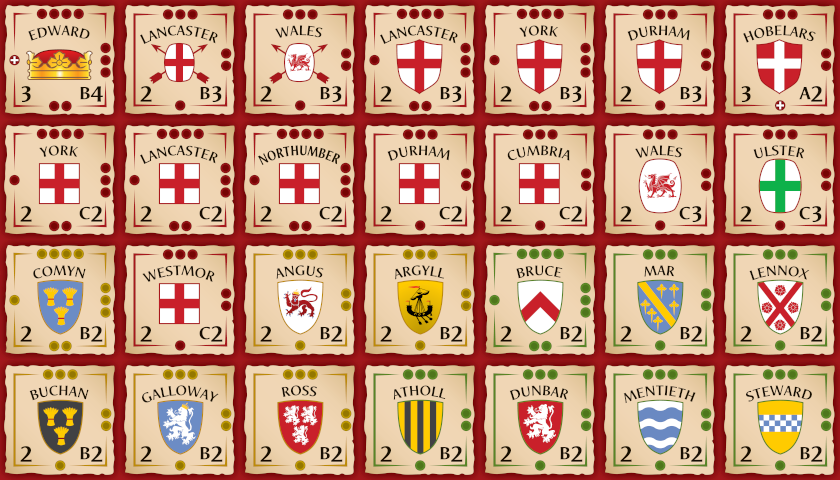 EDWARD
3 B4
LANCASTER
2 B3
WALES
2 B3
LANCASTER
2 B3
YORK
2 B3
DURHAM
2 B3
HOBELARS
3 A2
YORK
2 C2
LANCASTER
2 C2
NORTHUMBER
2 C2
DURHAM
2 C2
CUMBRIA
2 C2
WALES
2 C3
ULSTER
2 C3
COMYN
2 B2
WESTMOR
2 C2
ANGUS
2 B2
ARGYLL
2 B2
BRUCE
2 B2
MAR
2 B2
LENNOX
2 B2
BUCHAN
2 B2
GALLOWAY
2 B2
ROSS
2 B2
ATHOLL
2 B2
DUNBAR
2 B2
MENTIETH
2 B2
STEWARD
2 B2